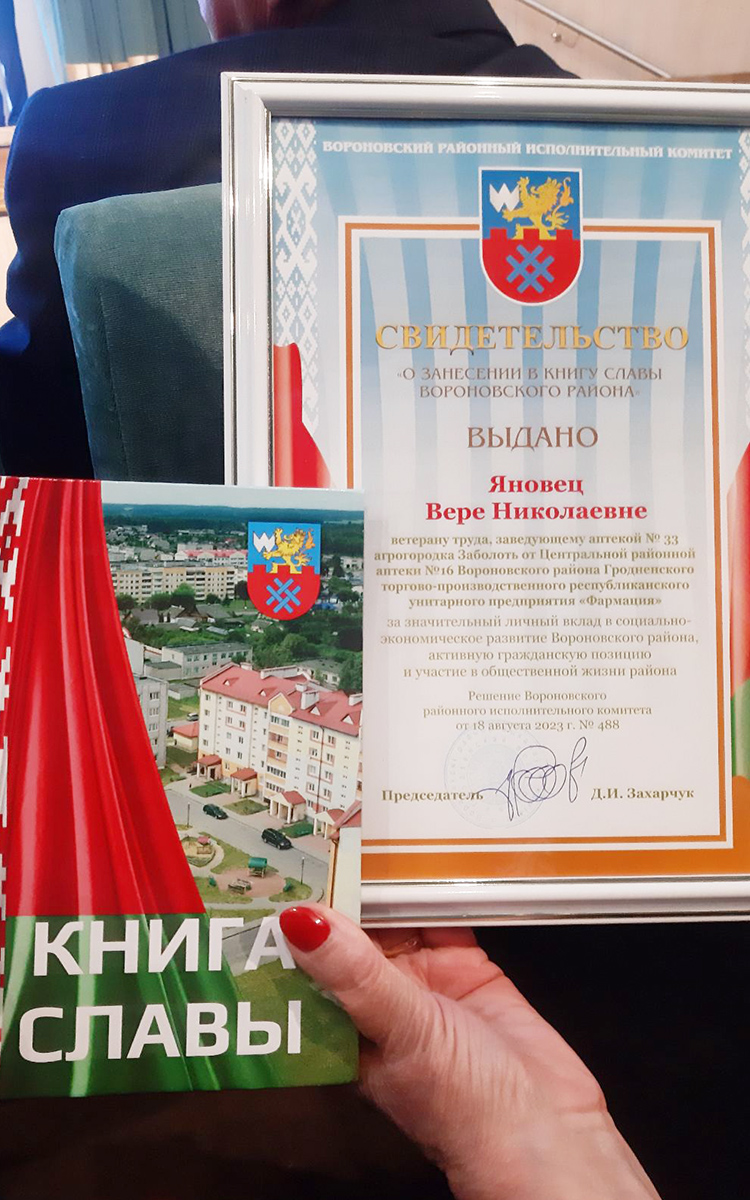 ВОРОНОВСКИЙ РАЙОННЫЙ ИСПОЛНИТЕЛЬНЫЙ КОМИТЕТ
СВИДЕТЕЛЬСТВО
«О ЗАНЕСЕНИИ В КНИГУ СЛАВЫ
ВОРОНОВСКОГО РАЙОНА»
ВЫДАНО
Яновец
Вере Николаевне
ветерану труда, заведующему аптекой № 33
агрогородка Заболоть от Центральной районной
аптеки №16 Вороновского района Гродненского
торгово-производственного республиканского
унитарного предприятия «Фармация»
за значительный личный вклад в социально-
экономическое развитие Вороновского района,
активную гражданскую позицию
и участие в общественной жизни района
Решение Вороновского
районного исполнительного комитета
от 18 августа 2023 г. № 488
Председатель Д.И. Захарчук
КНИГА
СЛАВЫ